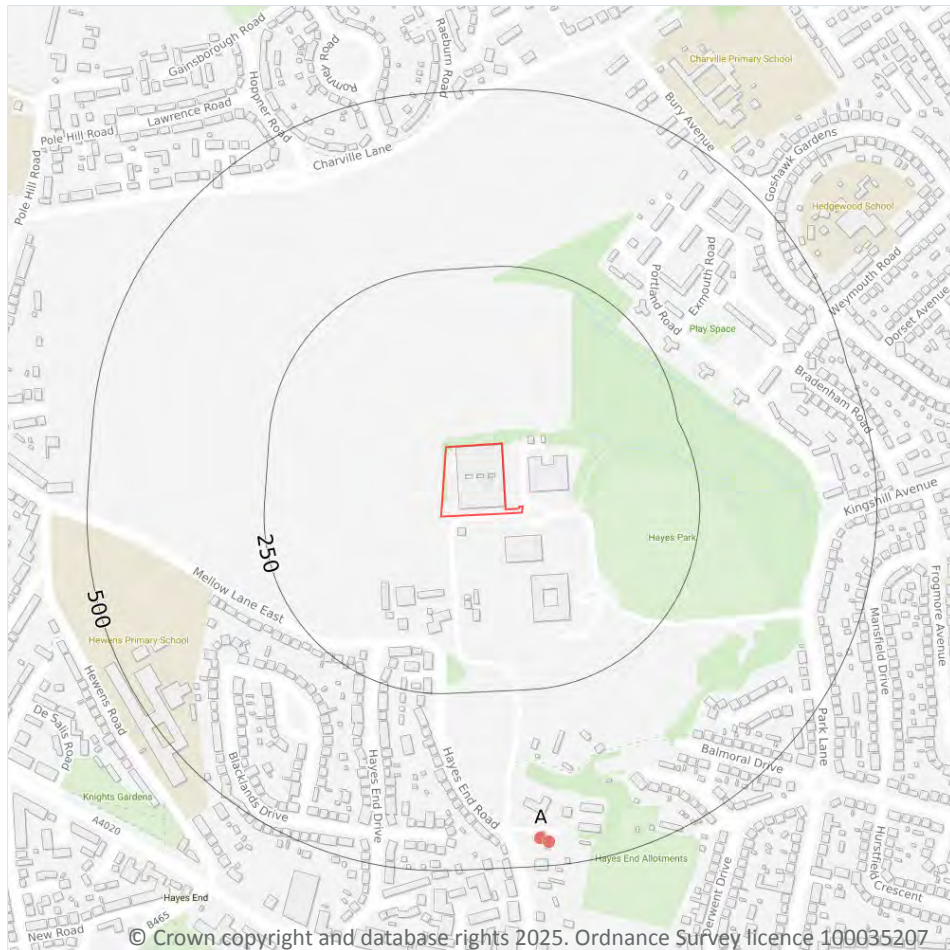 Gainsborough Road
Raeburn Road
Romney Road
Hoppner Road
Charville Primary School
Lawrence Road
Pole Hill Road
Bury Avenue
Charville Lane
Goshawk Gardens
Pole Hill Road
Hedgewood School
Weymouth Road
Exmouth Road
Portland Road
Dorset Avenue
Play Space
Bradenham Road
Kingshill Avenue
Hayes Park
250
Mellow Lane East
500
Frogmore Avenue
Mansfield Drive
Hewens Primary School
Hewens Road
De Salis Road
Park Lane
Balmoral Drive
Blacklands Drive
Hayes End Drive
Hayes End Road
Knights Gardens
A4020
A
Hayes End Allotments
Derwent Drive
Hurstfield
Crescent
Hayes End
B465
New Road
© Crown copyright and database rights 2025. Ordnance Survey licence 100035207